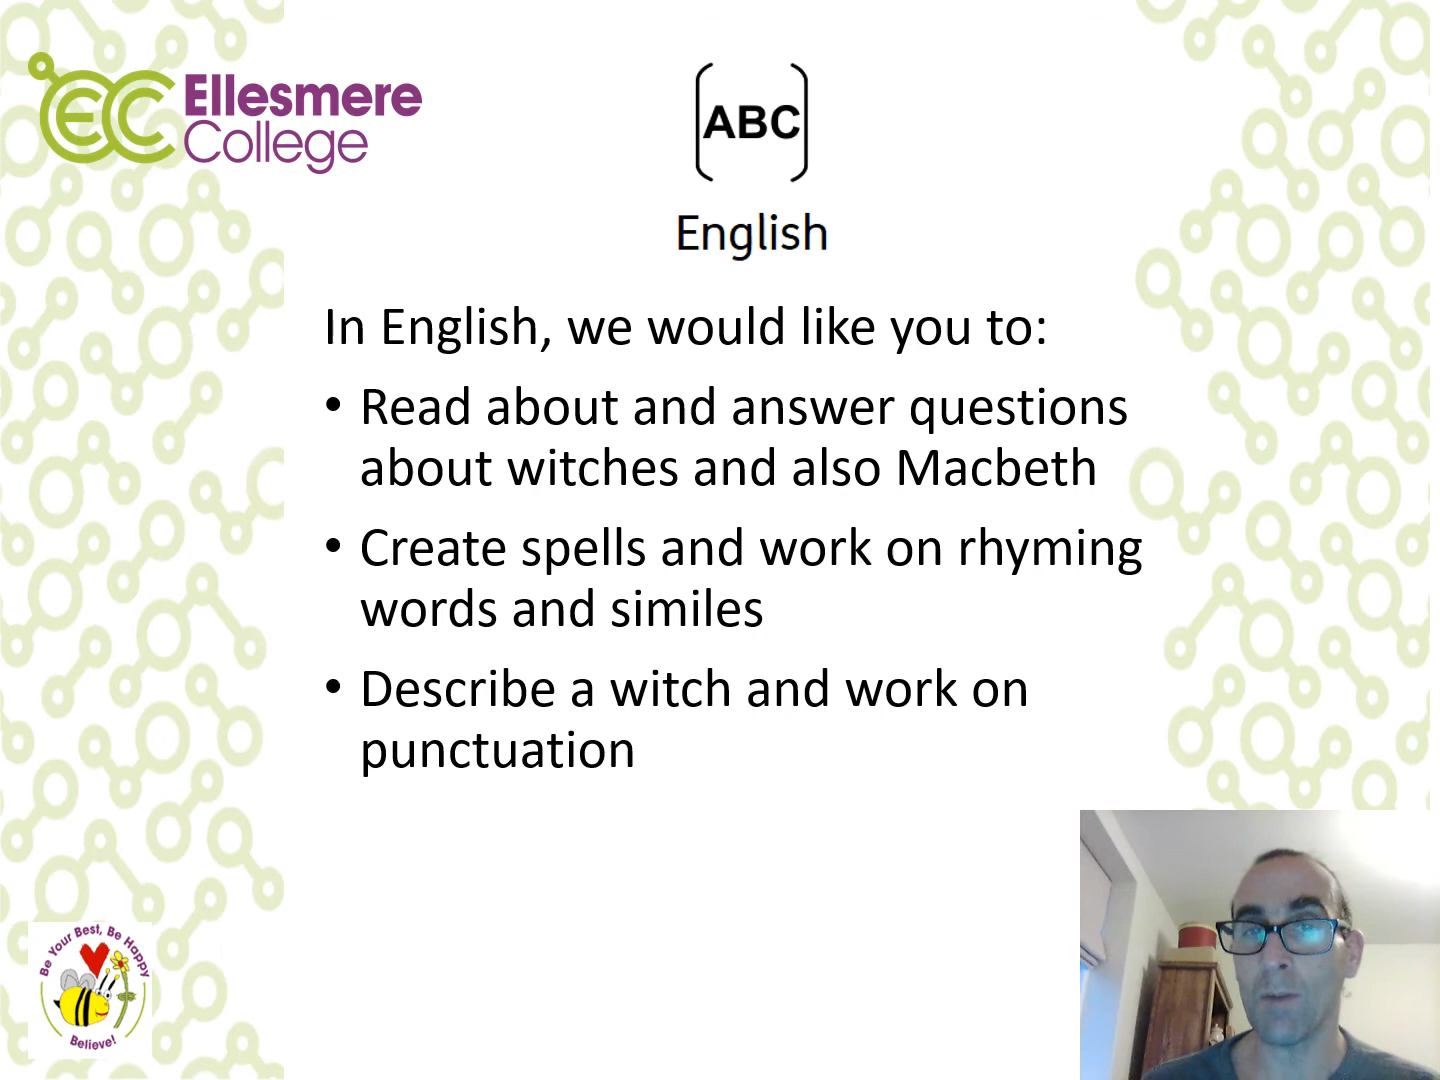 Ellesmere
College
ABC
English
In English, we would like you to:
• Read about and answer questions
about witches and also Macbeth
• Create spells and work on rhyming
words and similes
• Describe a witch and work on
punctuation
Be Your Best, Be Happy
Believe!